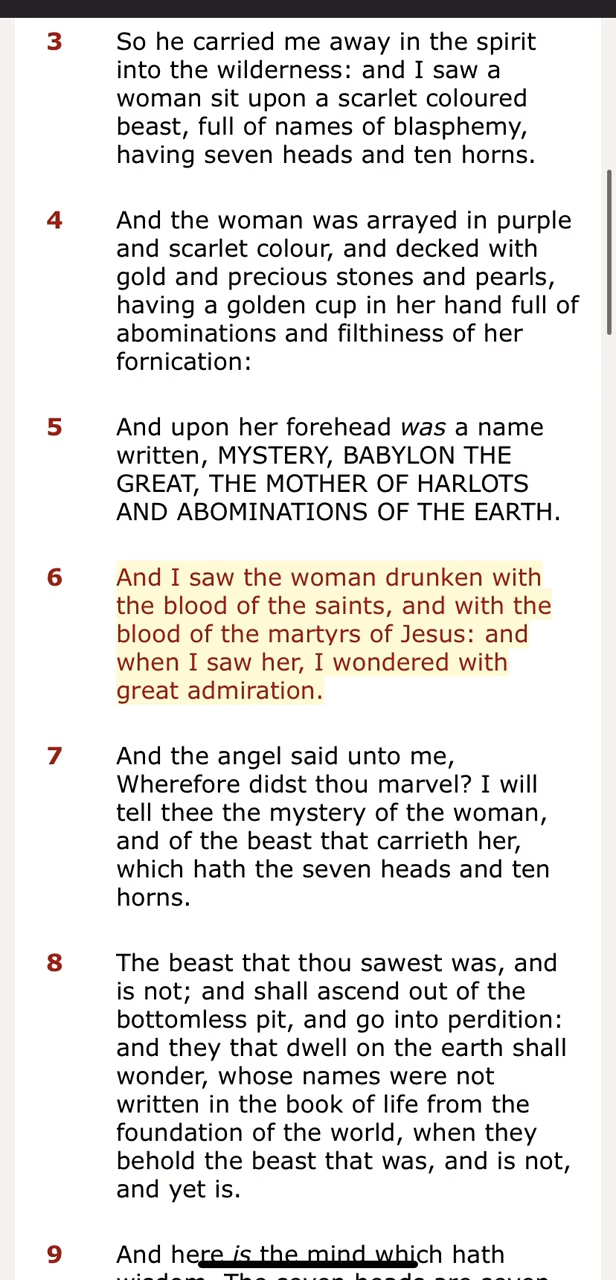 3 So he carried me away in the spirit
into the wilderness: and I saw a
woman sit upon a scarlet coloured
beast, full of names of blasphemy,
having seven heads and ten horns.
4 And the woman was arrayed in purple
and scarlet colour, and decked with
gold and precious stones and pearls,
having a golden cup in her hand full of
abominations and filthiness of her
fornication:
5 And upon her forehead was a name
written, MYSTERY, BABYLON THE
GREAT, THE MOTHER OF HARLOTS
AND ABOMINATIONS OF THE EARTH.
6 And I saw the woman drunken with
the blood of the saints, and with the
blood of the martyrs of Jesus: and
when I saw her, I wondered with
great admiration.
7 And the angel said unto me,
Wherefore didst thou marvel? I will
tell thee the mystery of the woman,
and of the beast that carrieth her,
which hath the seven heads and ten
horns.
8 The beast that thou sawest was, and
is not; and shall ascend out of the
bottomless pit, and go into perdition:
and they that dwell on the earth shall
wonder, whose names were not
written in the book of life from the
foundation of the world, when they
behold the beast that was, and is not,
and yet is.
9 And here is the mind which hath